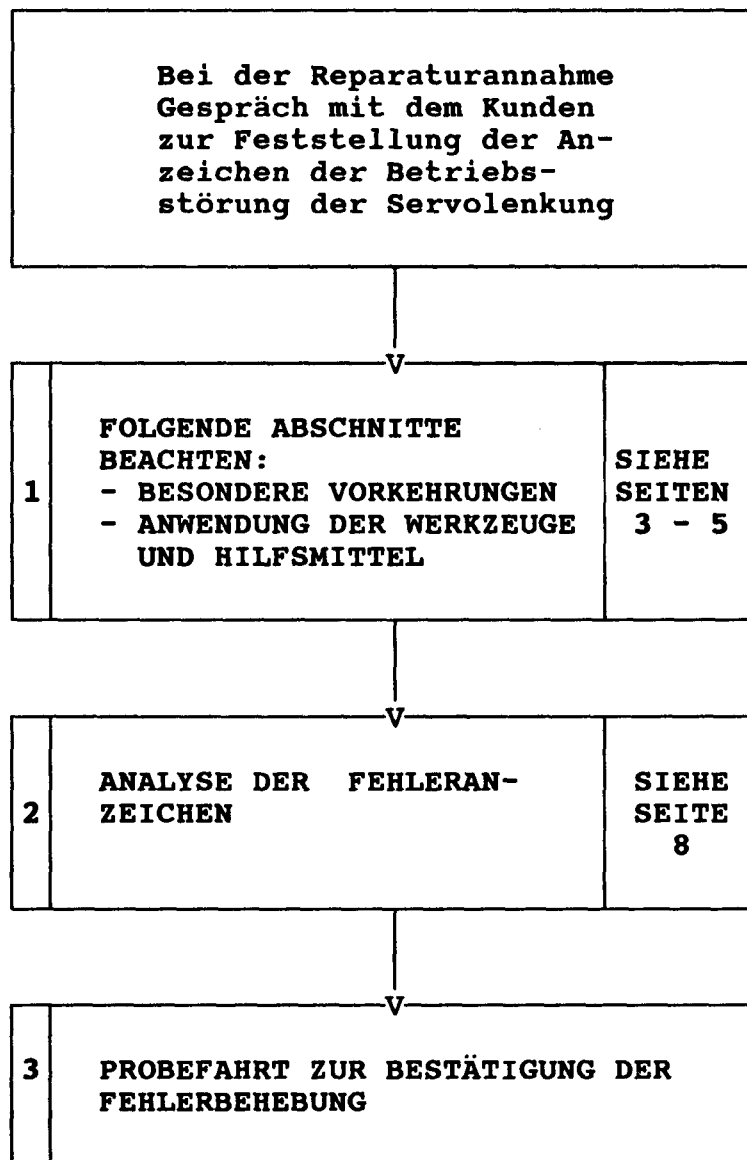 Bei der Reparaturannahme
Gespräch mit dem Kunden
zur Feststellung der An-
zeichen der Betriebs-
störung der Servolenkung
V
1
FOLGENDE ABSCHNITTE
BEACHTEN:
- BESONDERE VORKEHRUNGEN
- ANWENDUNG DER WERKZEUGE
UND HILFSMITTEL
SIEHE
SEITEN
3 - 5
V
2
ANALYSE DER FEHLERAN-
ZEICHEN
SIEHE
SEITE
8
V
3
PROBEFAHRT ZUR BESTÄTIGUNG DER
FEHLERBEHEBUNG